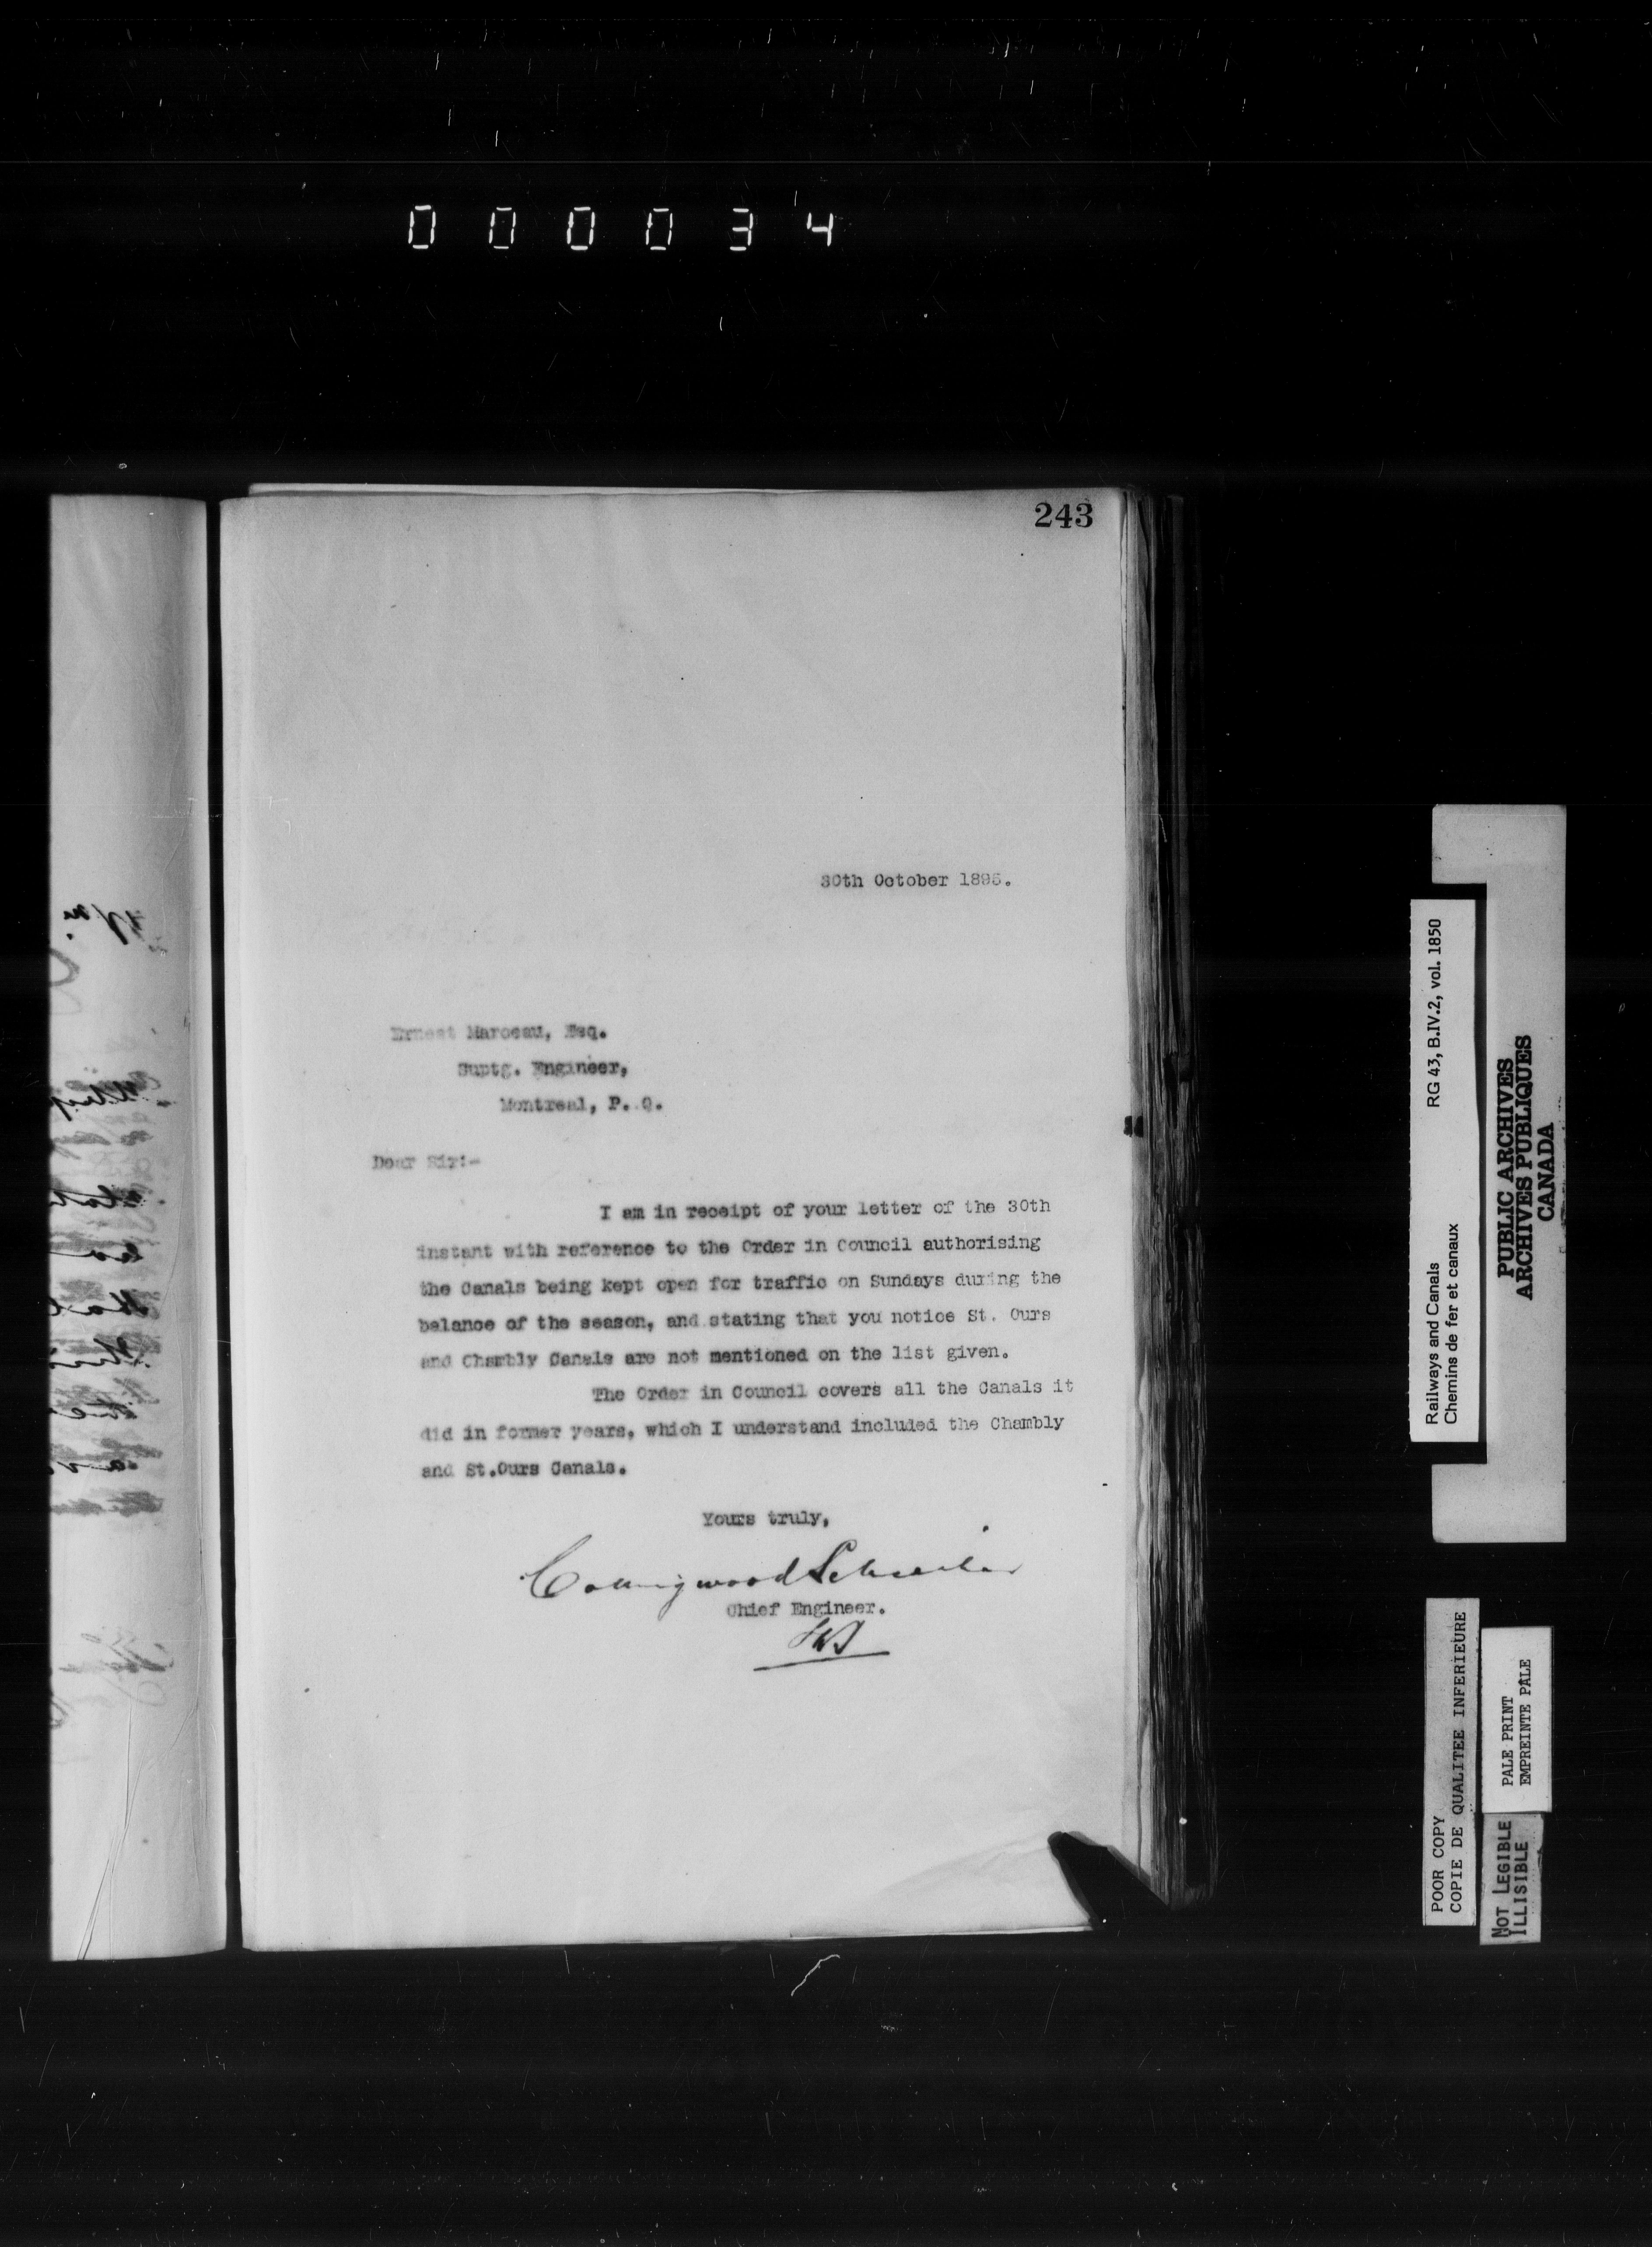 000034
243
30th October 1895.
Ernest Marceau, Esq.
Suptg. Engineer,
Montreal, P. Q.
Dear Sir:-
I am in receipt of your letter of the 30th
instant with reference to the Order in Council authorising
the Canals being kept open for traffic on Sundays during the
balance of the season, and stating that you notice St. Ours
and Chambly Canals are not mentioned on the list given.
The Order in Council covers all the Canals it
did in former years, which I understand included the Chambly
and St.Ours Canals.
Yours truly,
Collingwood Schreiber
Chief Engineer.
Railways and Canals RG 43, B.IV.2, vol. 1850
Chemins de fer et canaux
PUBLIC ARCHIVES
ARCHIVES PUBLIQUES
CANADA
POOR COPY
COPIE DE QUALITEE INFERIEURE
PALE PRINT
EMPREINTE PÂLE
NOT LEGIBLE
ILLISIBLE